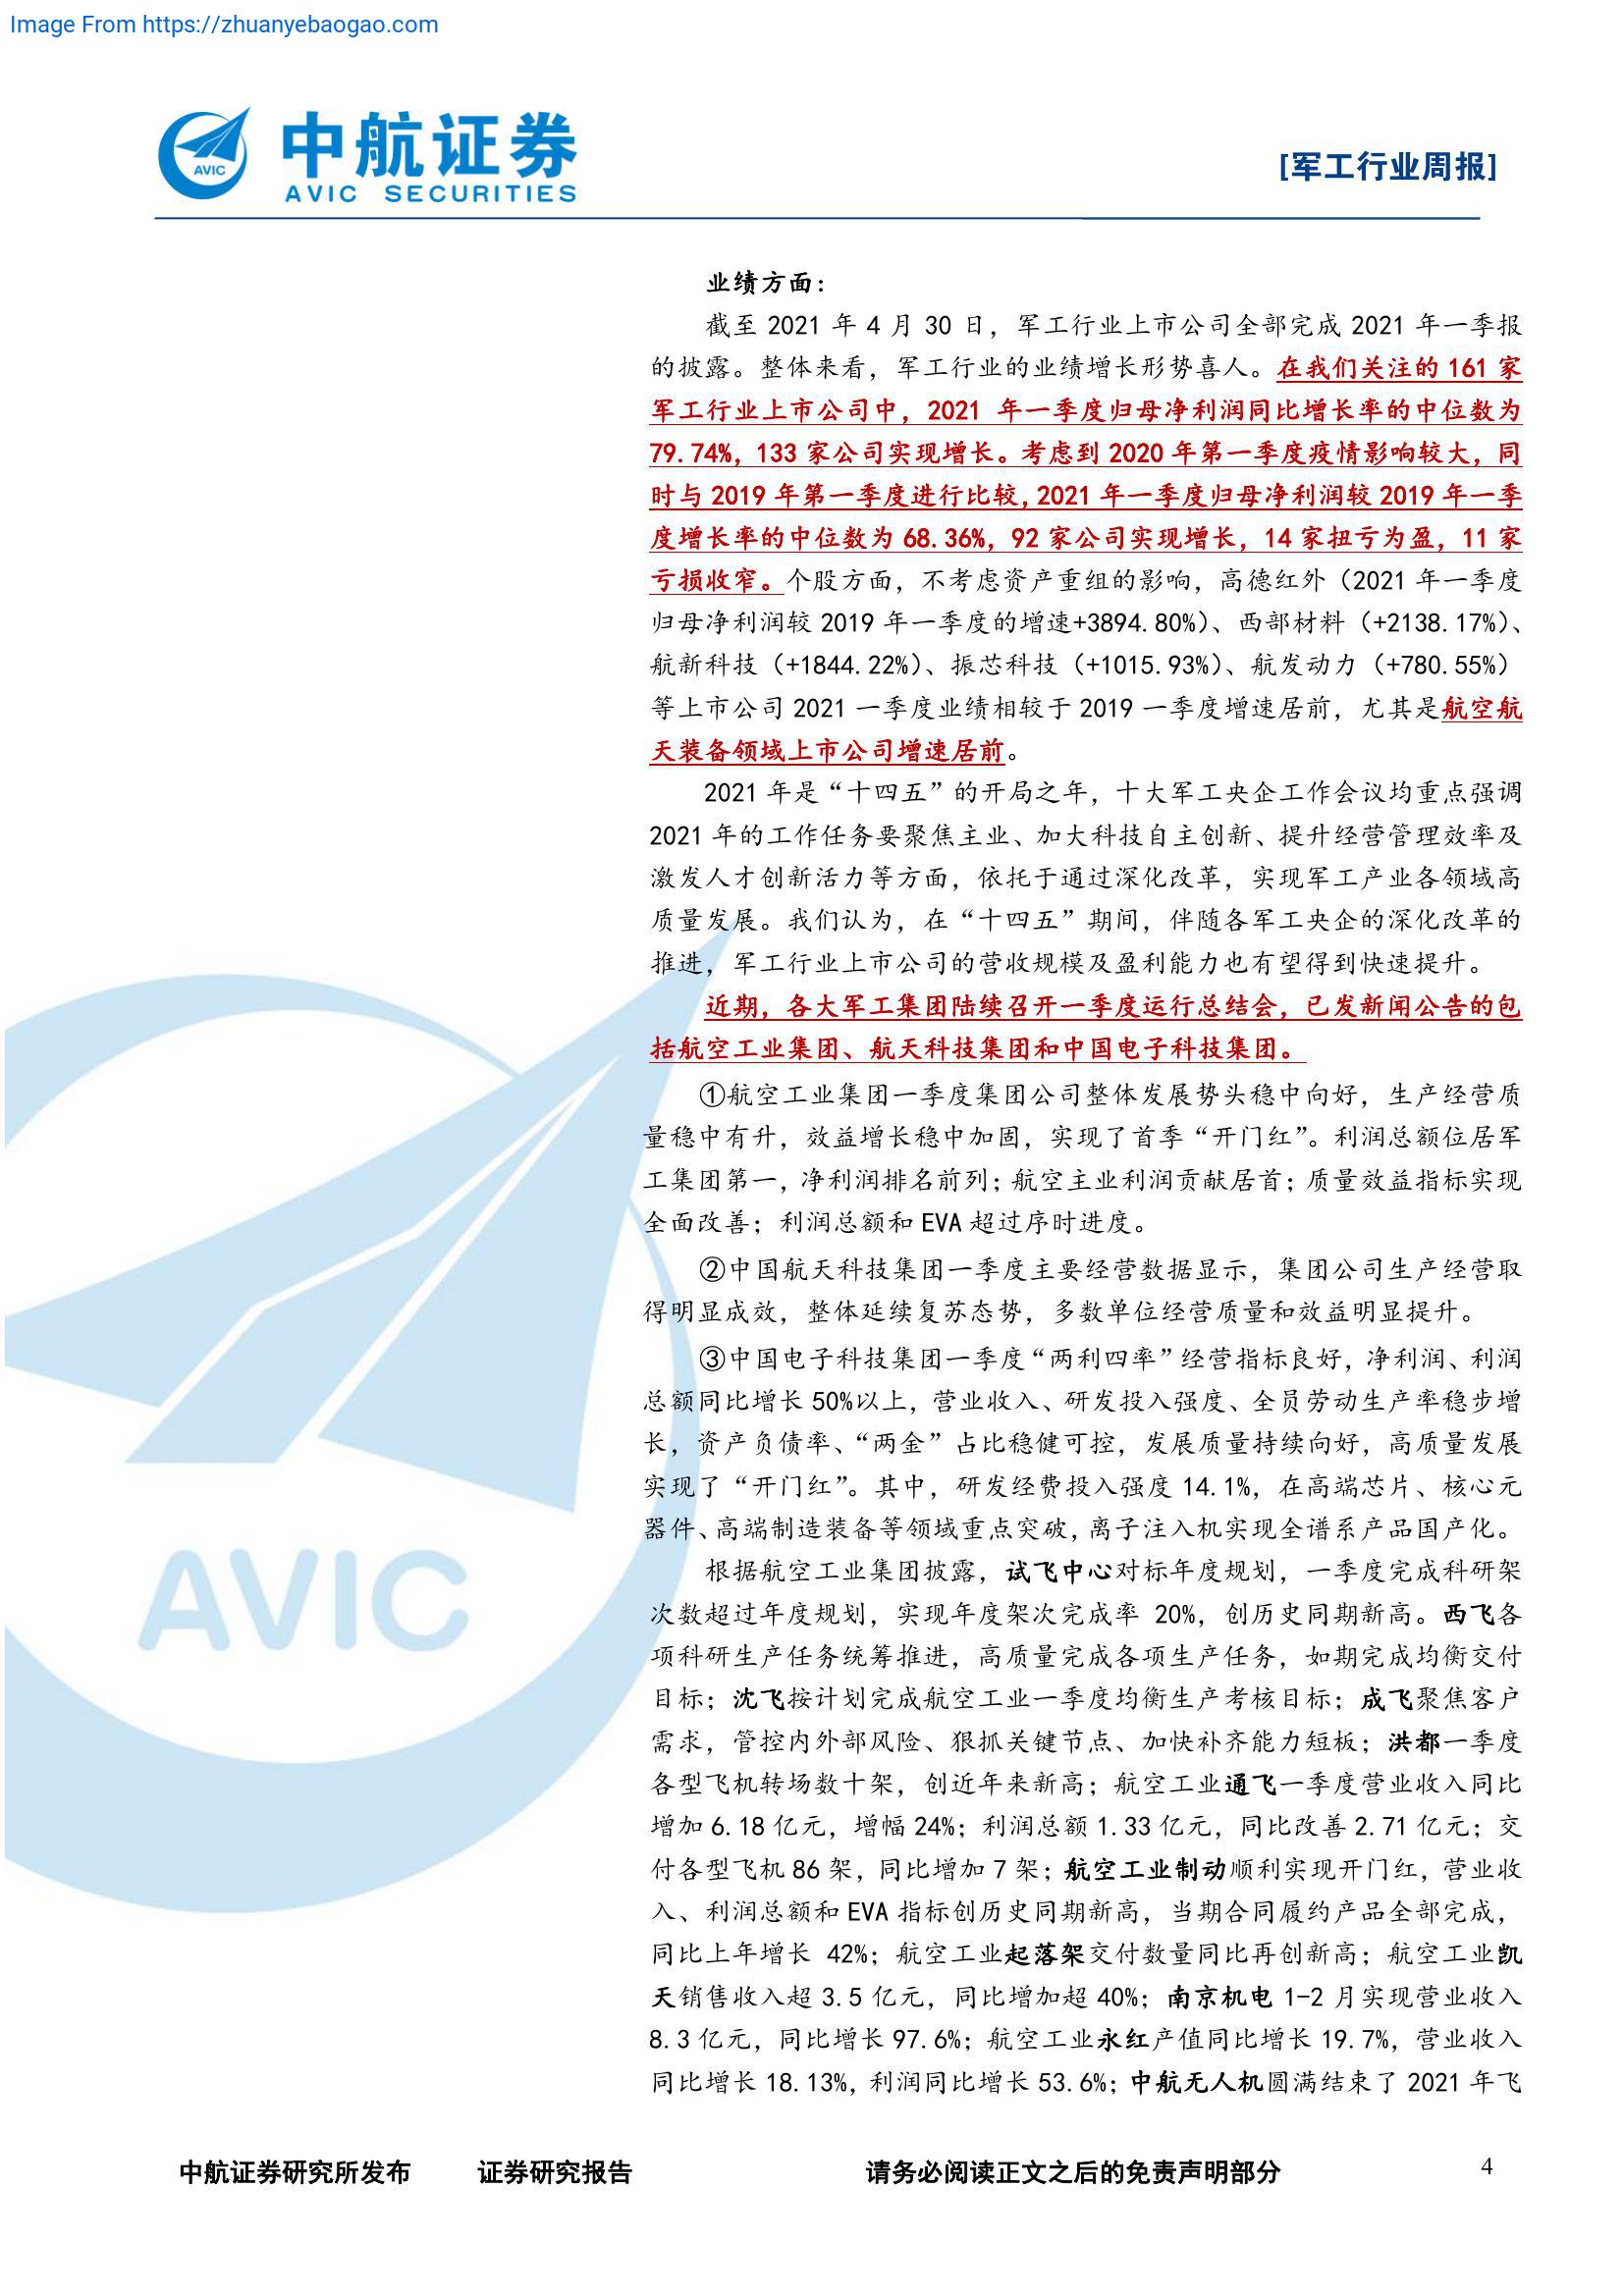 Image From https://zhuanyebaogao.com
中航证券
AVIC SECURITIES
AVIC
[军工行业周报]
业绩方面：
截至 2021 年 4 月 30 日，军工行业上市公司全部完成 2021 年一季报
的披露。整体来看，军工行业的业绩增长形势喜人。在我们关注的 161 家
军工行业上市公司中，2021 年一季度归母净利润同比增长率的中位数为
79.74%，133 家公司实现增长。考虑到 2020 年第一季度疫情影响较大，同
时与 2019 年第一季度进行比较，2021 年一季度归母净利润较 2019 年一季
度增长率的中位数为 68.36%，92 家公司实现增长，14 家扭亏为盈，11 家
亏损收窄。个股方面，不考虑资产重组的影响，高德红外（2021 年一季度
归母净利润较 2019 年一季度的增速+3894.80%）、西部材料（+2138.17%）、
航新科技（+1844.22%）、振芯科技（+1015.93%）、航发动力（+780.55%）
等上市公司 2021 一季度业绩相较于 2019 一季度增速居前，尤其是航空航
天装备领域上市公司增速居前。
2021 年是“十四五”的开局之年，十大军工央企工作会议均重点强调
2021 年的工作任务要聚焦主业、加大科技自主创新、提升经营管理效率及
激发人才创新活力等方面，依托于通过深化改革，实现军工产业各领域高
质量发展。我们认为，在“十四五”期间，伴随各军工央企的深化改革的
推进，军工行业上市公司的营收规模及盈利能力也有望得到快速提升。
近期，各大军工集团陆续召开一季度运行总结会，已发新闻公告的包
括航空工业集团、航天科技集团和中国电子科技集团。
①航空工业集团一季度集团公司整体发展势头稳中向好，生产经营质
量稳中有升，效益增长稳中加固，实现了首季“开门红”。利润总额位居军
工集团第一，净利润排名前列；航空主业利润贡献居首；质量效益指标实现
全面改善；利润总额和 EVA 超过序时进度。
②中国航天科技集团一季度主要经营数据显示，集团公司生产经营取
得明显成效，整体延续复苏态势，多数单位经营质量和效益明显提升。
③中国电子科技集团一季度“两利四率”经营指标良好，净利润、利润
总额同比增长 50%以上，营业收入、研发投入强度、全员劳动生产率稳步增
长，资产负债率、“两金”占比稳健可控，发展质量持续向好，高质量发展
实现了“开门红”。其中，研发经费投入强度 14.1%，在高端芯片、核心元
器件、高端制造装备等领域重点突破，离子注入机实现全谱系产品国产化。
根据航空工业集团披露，试飞中心对标年度规划，一季度完成科研架
次数超过年度规划，实现年度架次完成率 20%，创历史同期新高。西飞各
项科研生产任务统筹推进，高质量完成各项生产任务，如期完成均衡交付
目标；沈飞按计划完成航空工业一季度均衡生产考核目标；成飞聚焦客户
需求，管控内外部风险、狠抓关键节点、加快补齐能力短板；洪都一季度
各型飞机转场数十架，创近年来新高；航空工业通飞一季度营业收入同比
增加 6.18 亿元，增幅 24%；利润总额 1.33 亿元，同比改善 2.71 亿元；交
付各型飞机 86 架，同比增加 7 架；航空工业制动顺利实现开门红，营业收
入、利润总额和 EVA 指标创历史同期新高，当期合同履约产品全部完成，
同比上年增长 42%；航空工业起落架交付数量同比再创新高；航空工业凯
天销售收入超 3.5 亿元，同比增加超 40%；南京机电 1-2 月实现营业收入
8.3 亿元，同比增长 97.6%；航空工业永红产值同比增长 19.7%，营业收入
同比增长 18.13%，利润同比增长 53.6%；中航无人机圆满结束了 2021 年飞
AVIC
中航证券研究所发布 证券研究报告 请务必阅读正文之后的免责声明部分 4